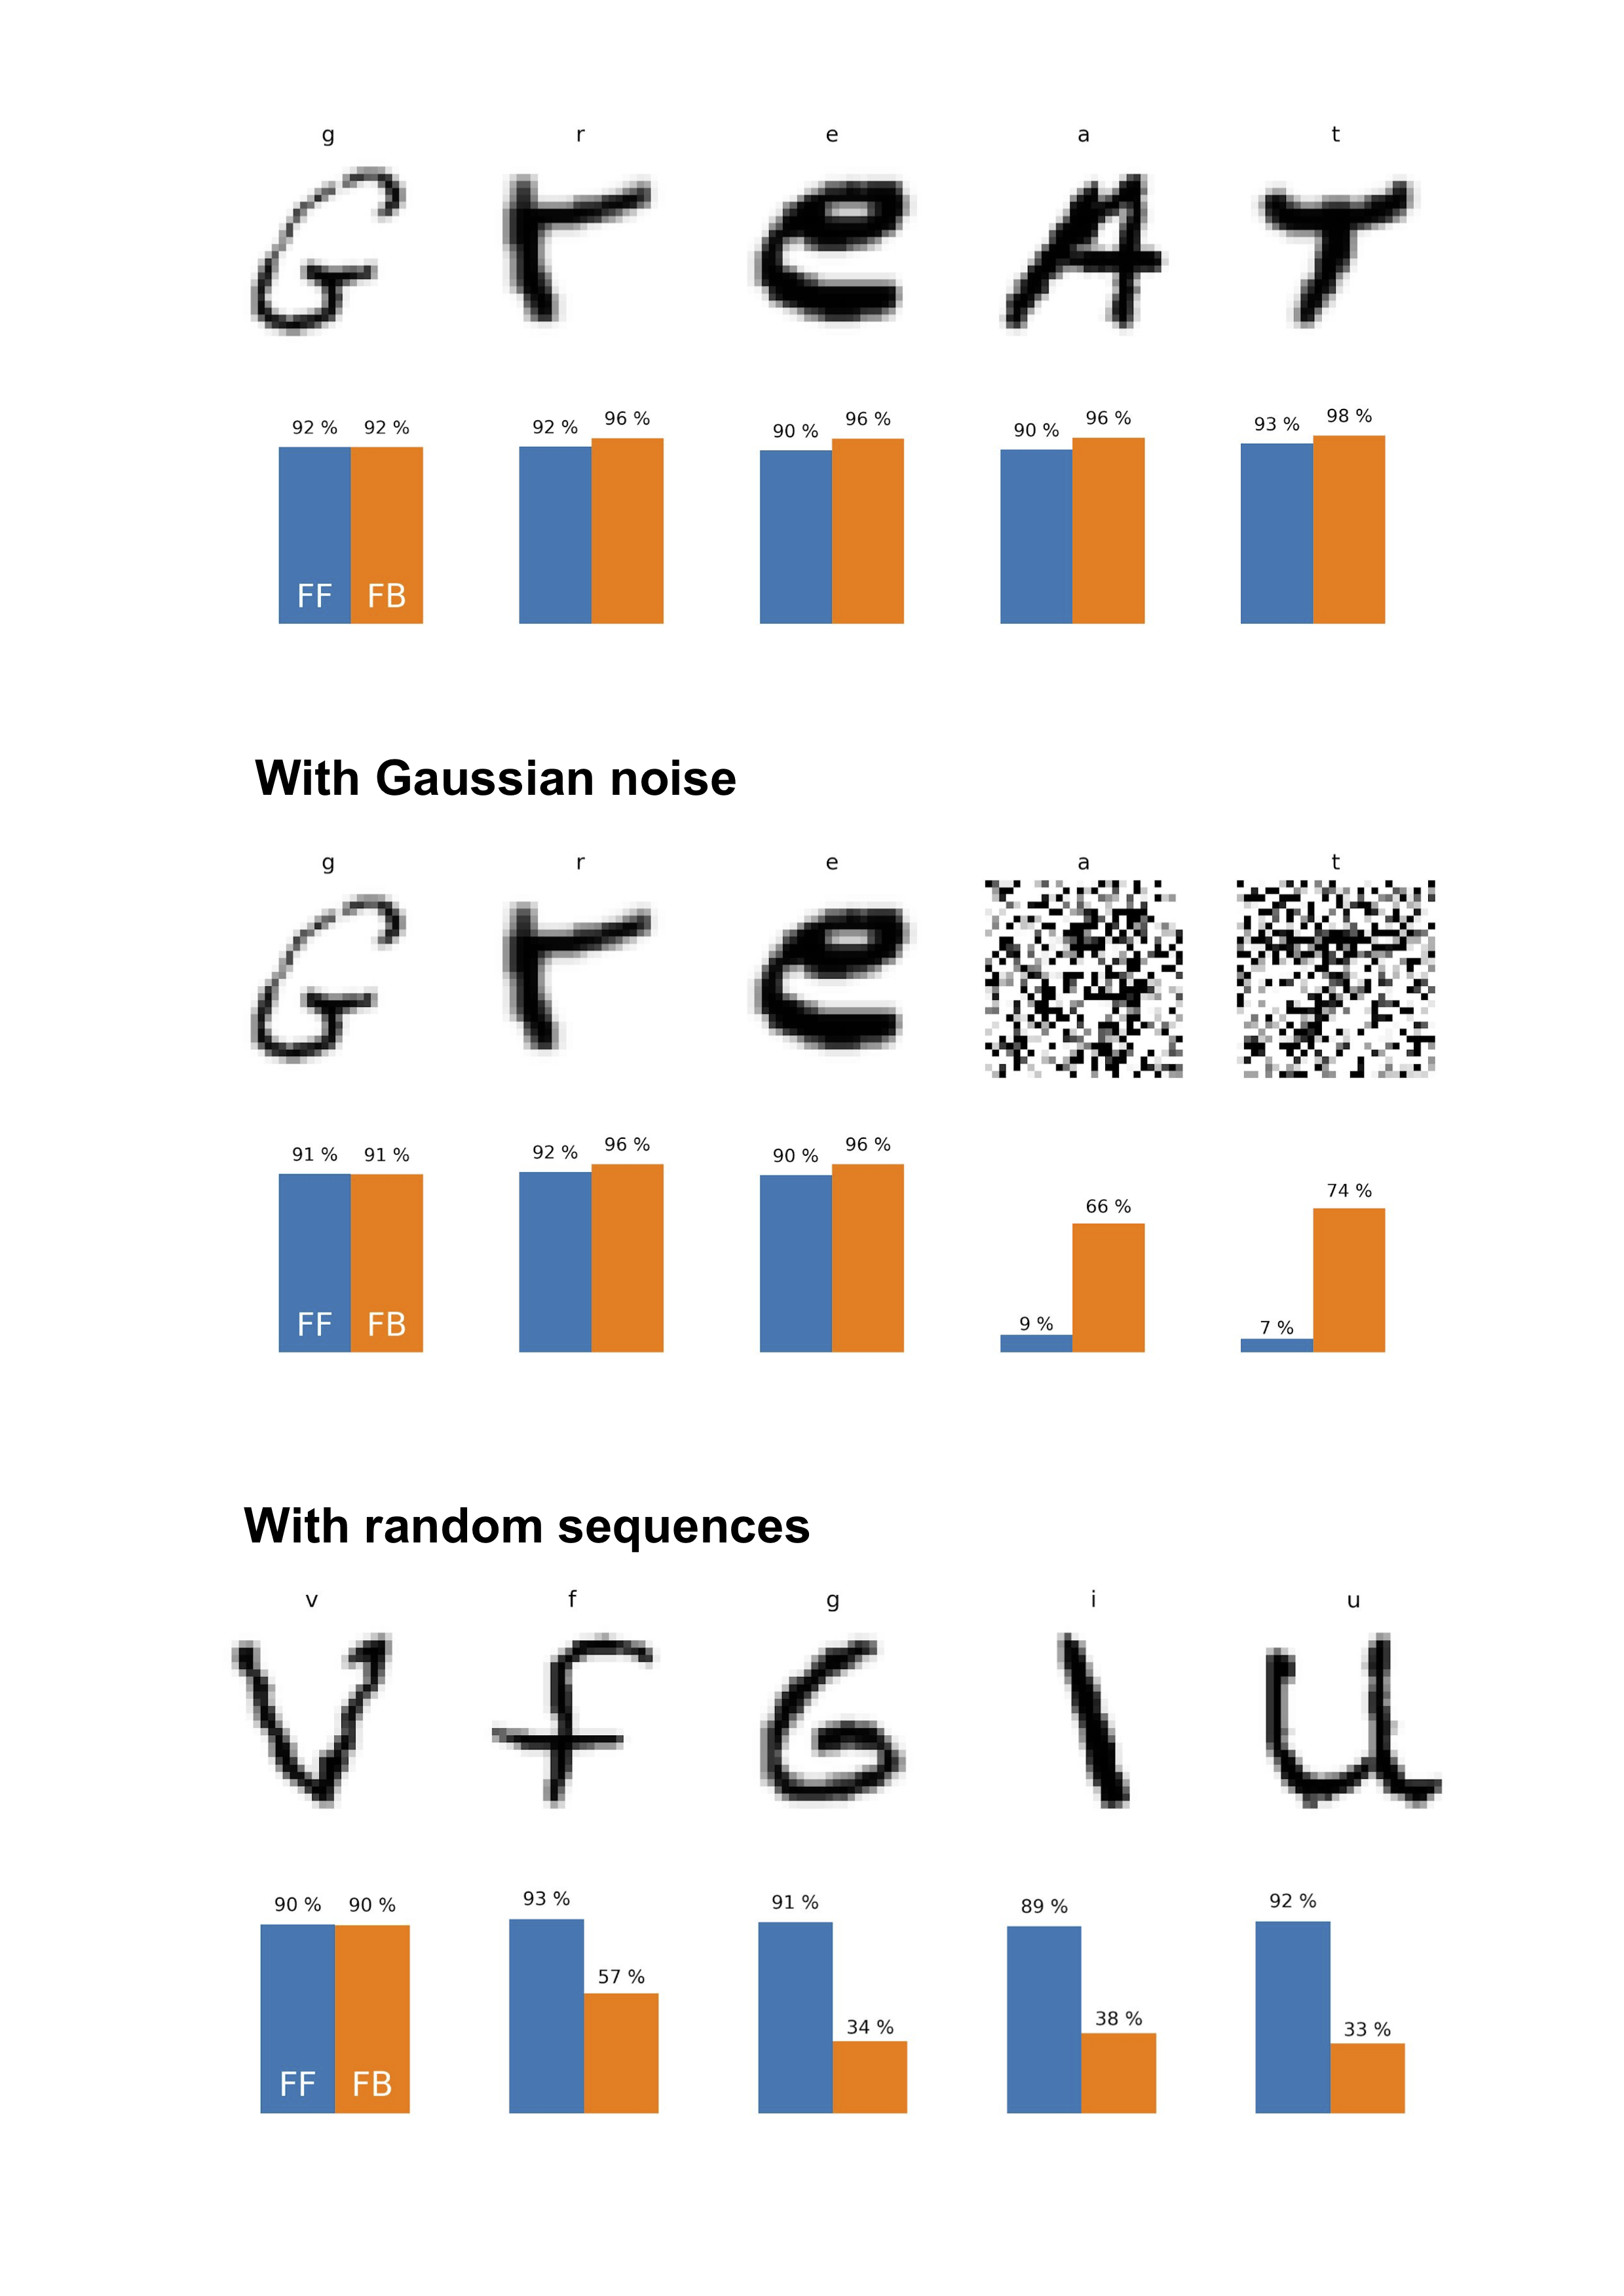 g r e a t
G r e A T
92 % 92 % 92 % 96 % 90 % 96 % 90 % 96 % 93 % 98 %
FF FB
With Gaussian noise
g r e a t
G r e
91 % 91 % 92 % 96 % 90 % 96 % 9 % 66 % 7 % 74 %
FF FB
With random sequences
v f g i u
V f G l u
90 % 90 % 93 % 57 % 91 % 34 % 89 % 38 % 92 % 33 %
FF FB